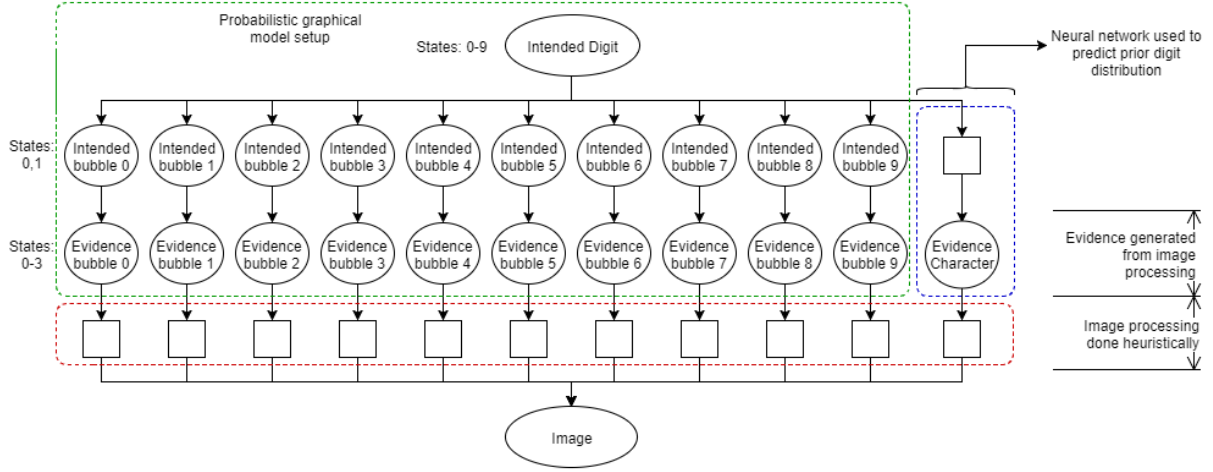 Probabilistic graphical
model setup
States: 0-9
Intended Digit
Neural network used to
predict prior digit
distribution
States:
0,1
Intended
bubble 0
Intended
bubble 1
Intended
bubble 2
Intended
bubble 3
Intended
bubble 4
Intended
bubble 5
Intended
bubble 6
Intended
bubble 7
Intended
bubble 8
Intended
bubble 9
States:
0-3
Evidence
bubble 0
Evidence
bubble 1
Evidence
bubble 2
Evidence
bubble 3
Evidence
bubble 4
Evidence
bubble 5
Evidence
bubble 6
Evidence
bubble 7
Evidence
bubble 8
Evidence
bubble 9
Evidence
Character
Evidence generated
from image
processing
Image processing
done heuristically
Image